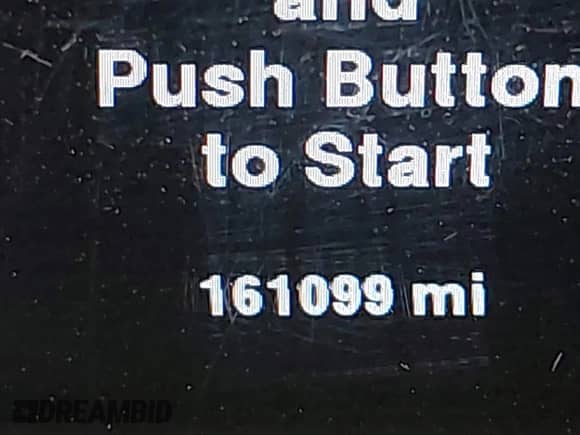 and
Push Button
to Start
161099 mi
DREAMBID